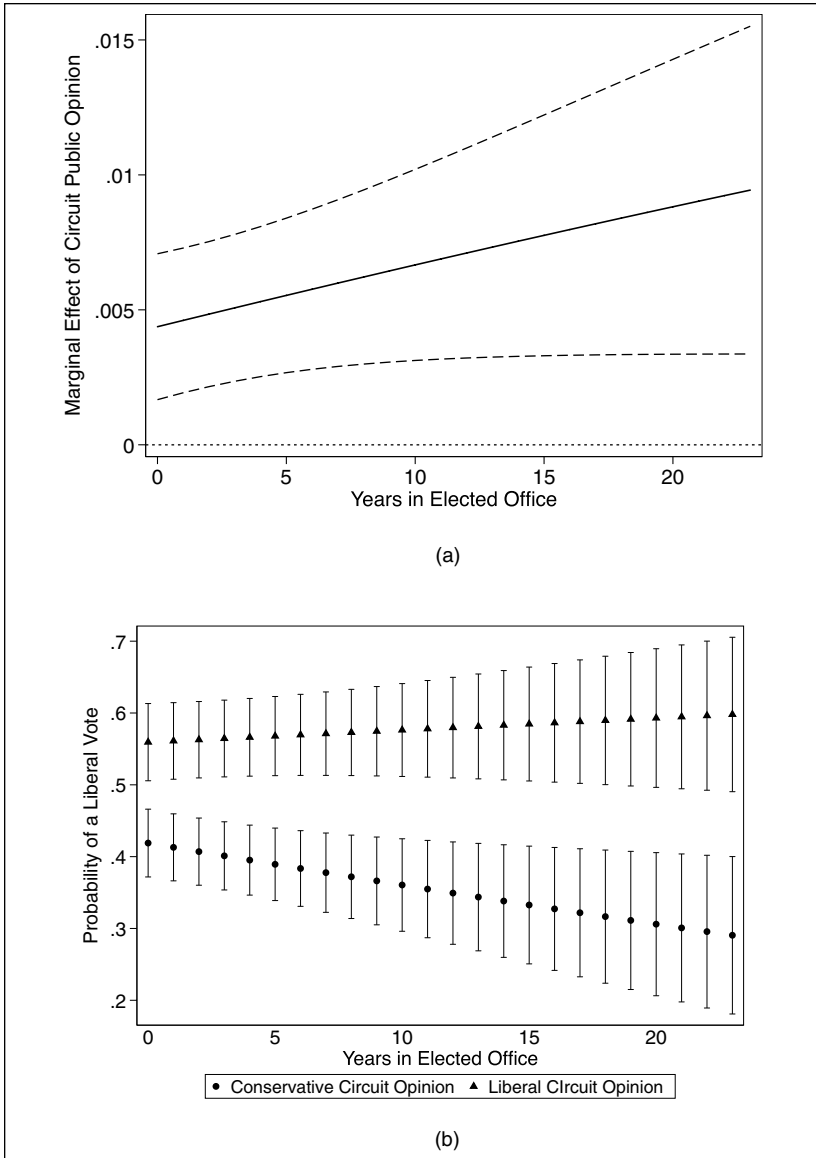 Marginal Effect of Circuit Public Opinion
.015
.01
.005
0
0 5 10 15 20
Years in Elected Office
(a)
Probability of a Liberal Vote
.7
.6
.5
.4
.3
.2
0 5 10 15 20
Years in Elected Office
Conservative Circuit Opinion Liberal CIrcuit Opinion
(b)